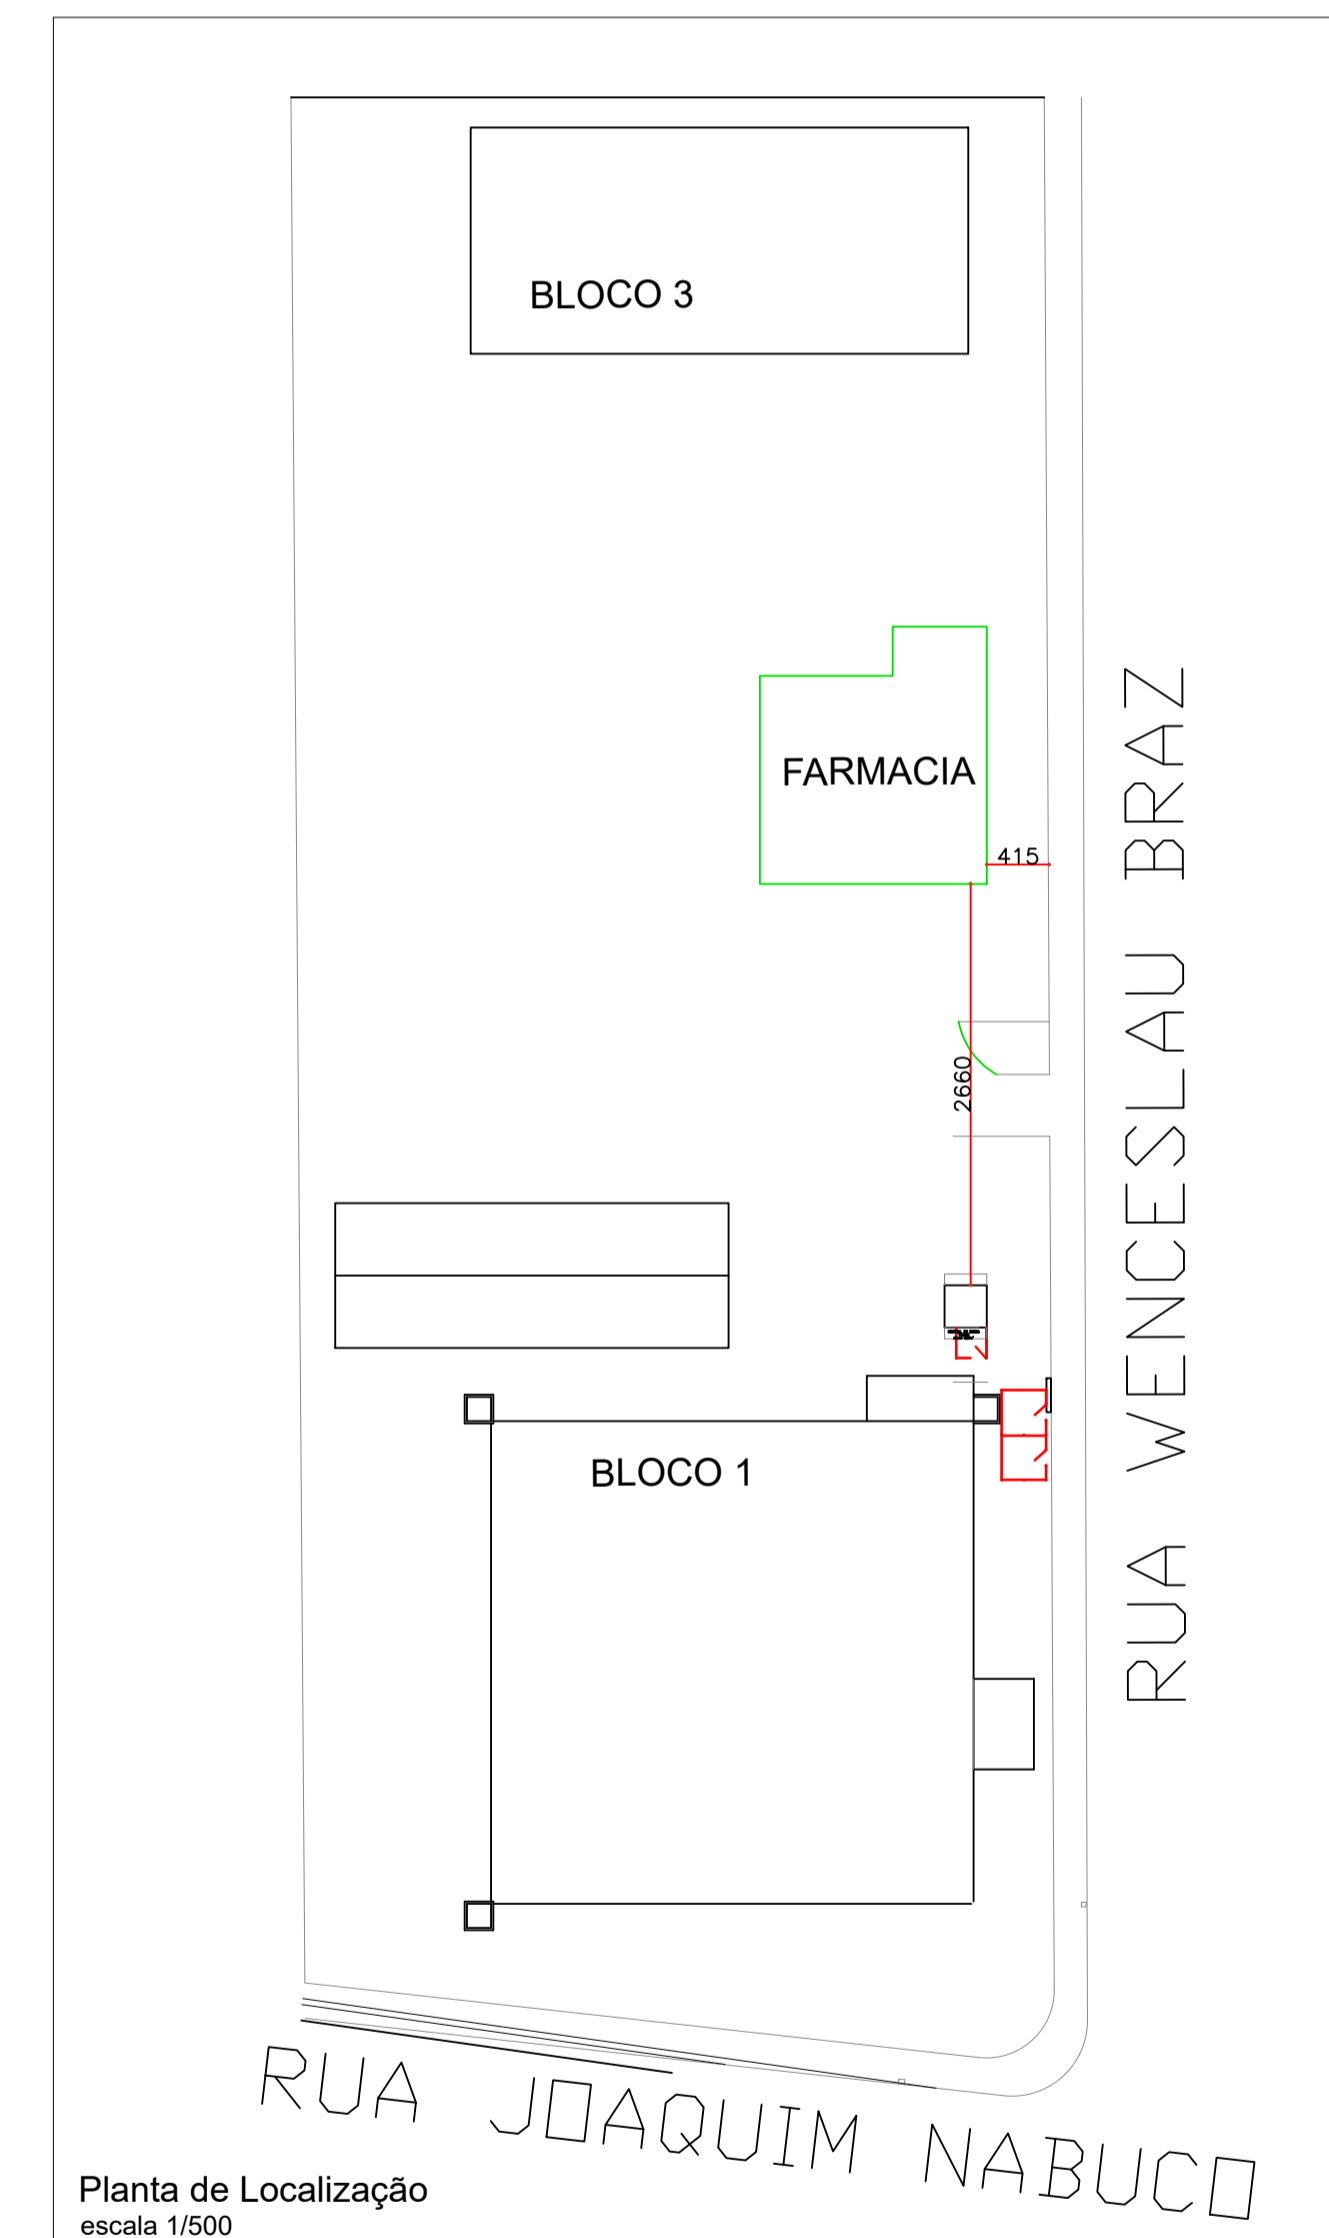 BLOCO 3
FARMACIA
415
2660
BLOCO 1
RUA WENCESLAU BRAZ
RUA JOAQUIM NABUCO
Planta de Localização
escala 1/500